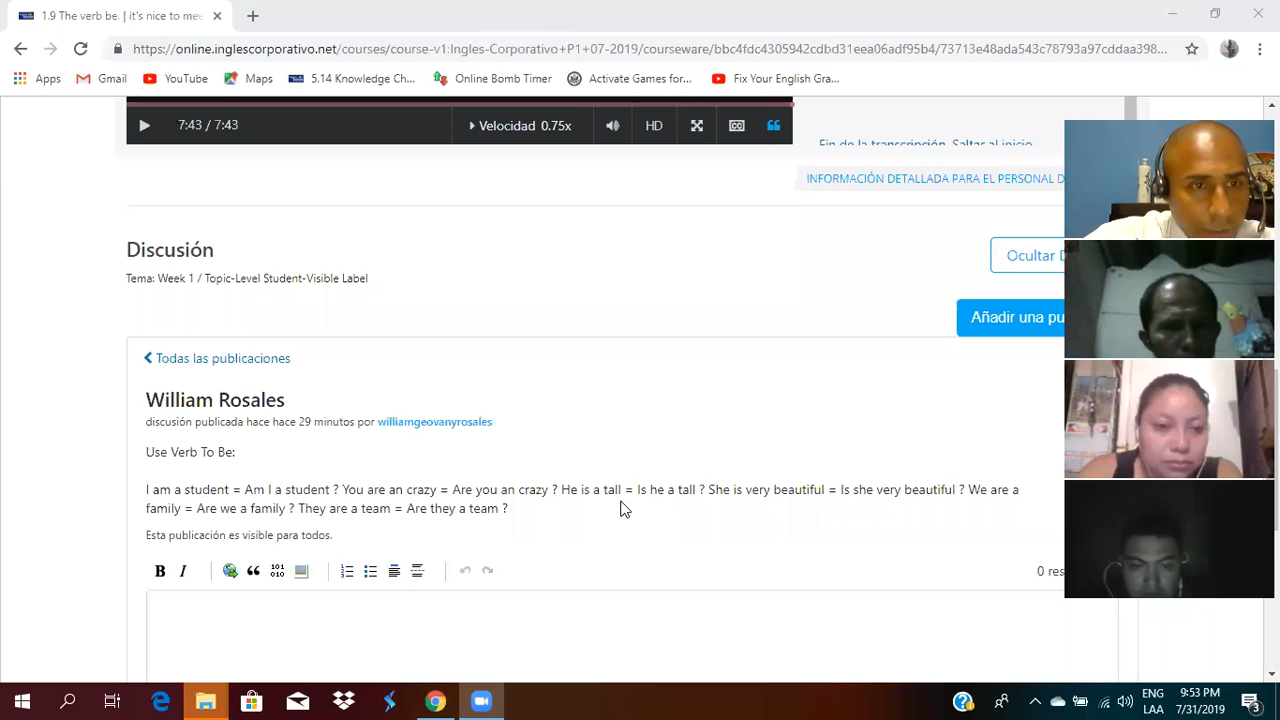 1.9 The verb be. | it's nice to mee
https://online.inglescorporativo.net/courses/course-v1:Ingles-Corporativo+P1+07-2019/courseware/bbc4fdc4305942cdbd31eea06adf95b4/73713e48ada543c78793a97cddaa398...
Apps Gmail YouTube Maps 5.14 Knowledge Ch... Online Bomb Timer Activate Games for... Fix Your English Gra...
7:43 / 7:43 Velocidad 0.75x HD CC
Fin de la transcripción. Saltar al inicio
INFORMACIÓN DETALLADA PARA EL PERSONAL D
Discusión
Ocultar D
Tema: Week 1 / Topic-Level Student-Visible Label
Añadir una pu
Todas las publicaciones
William Rosales
discusión publicada hace hace 29 minutos por williamgeovanyrosales
Use Verb To Be:
I am a student = Am I a student ? You are an crazy = Are you an crazy ? He is a tall = Is he a tall ? She is very beautiful = Is she very beautiful ? We are a
family = Are we a family ? They are a team = Are they a team ?
Esta publicación es visible para todos.
B I 0 res
ENG 9:53 PM
LAA 7/31/2019
3